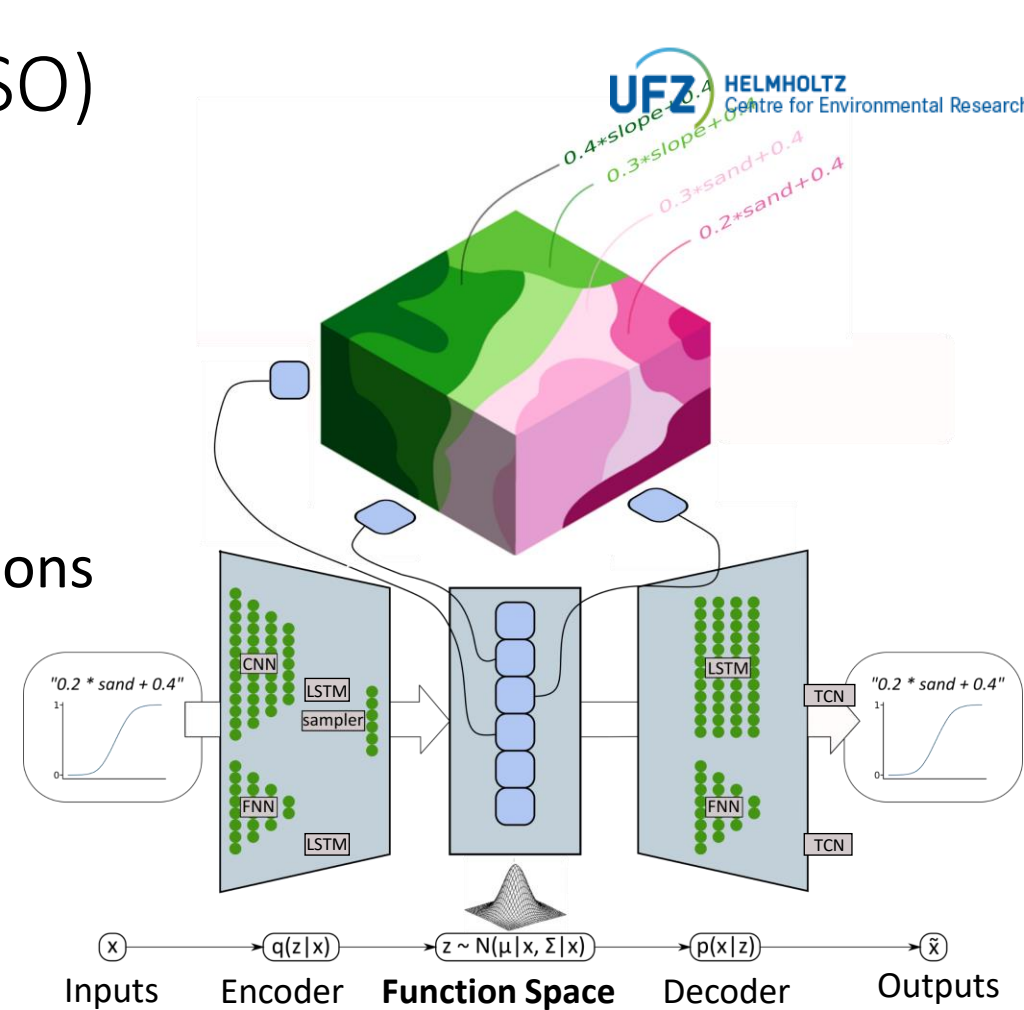 SO)
UFZ
HELMHOLTZ
Centre for Environmental Research
0.4*slope+0.4
0.3*slope+0.4
0.3*sand+0.4
0.2*sand+0.4
ons
"0.2 * sand + 0.4"
1
0
CNN
LSTM
sampler
FNN
LSTM
LSTM
TCN
FNN
TCN
"0.2 * sand + 0.4"
1
0
x
q(z|x)
z ~ N(μ|x, Σ|x)
p(x|z)
x̃
Inputs
Encoder
Function Space
Decoder
Outputs